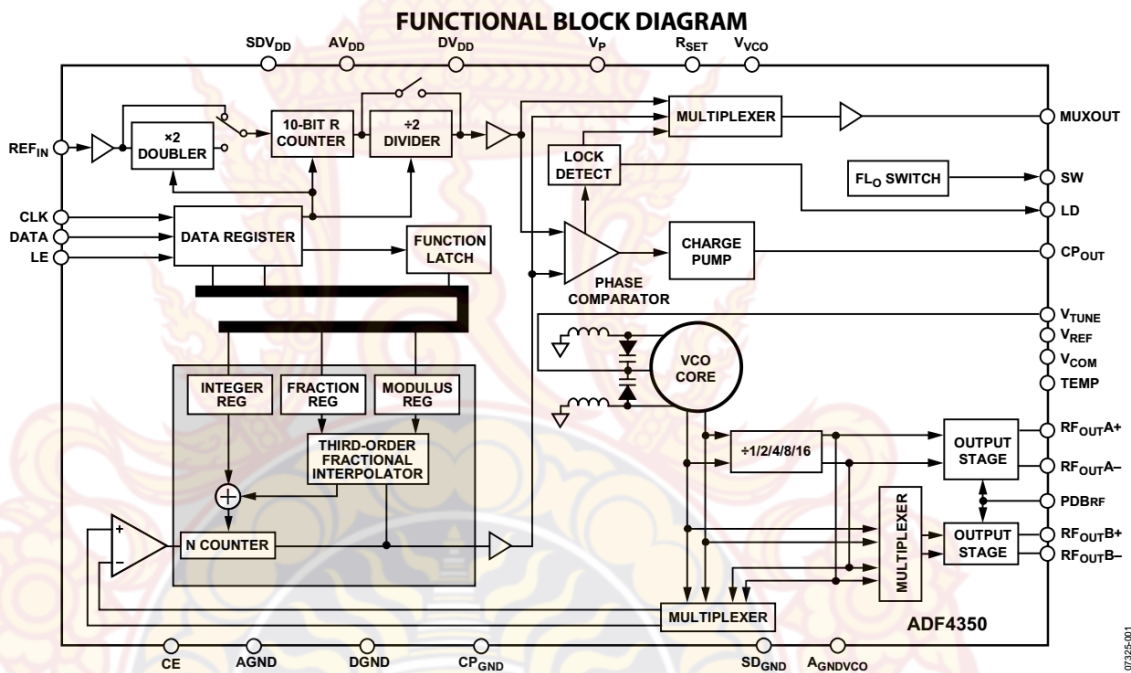 FUNCTIONAL BLOCK DIAGRAM
SDVDD
AVDD
DVDD
VP
RSET
VVCO
REFIN
×2
DOUBLER
10-BIT R
COUNTER
÷2
DIVIDER
MULTIPLEXER
MUXOUT
LOCK
DETECT
FLO SWITCH
SW
LD
CLK
DATA
LE
DATA REGISTER
FUNCTION
LATCH
PHASE
COMPARATOR
CHARGE
PUMP
CPOUT
VTUNE
VREF
VCOM
TEMP
VCO
CORE
INTEGER
REG
FRACTION
REG
MODULUS
REG
THIRD-ORDER
FRACTIONAL
INTERPOLATOR
+
−
N COUNTER
÷1/2/4/8/16
OUTPUT
STAGE
RFOUTA+
RFOUTA–
PDBRF
MULTIPLEXER
OUTPUT
STAGE
RFOUTB+
RFOUTB–
MULTIPLEXER
ADF4350
CE
AGND
DGND
CPGND
SDGND
AGNDVCO
07325-001